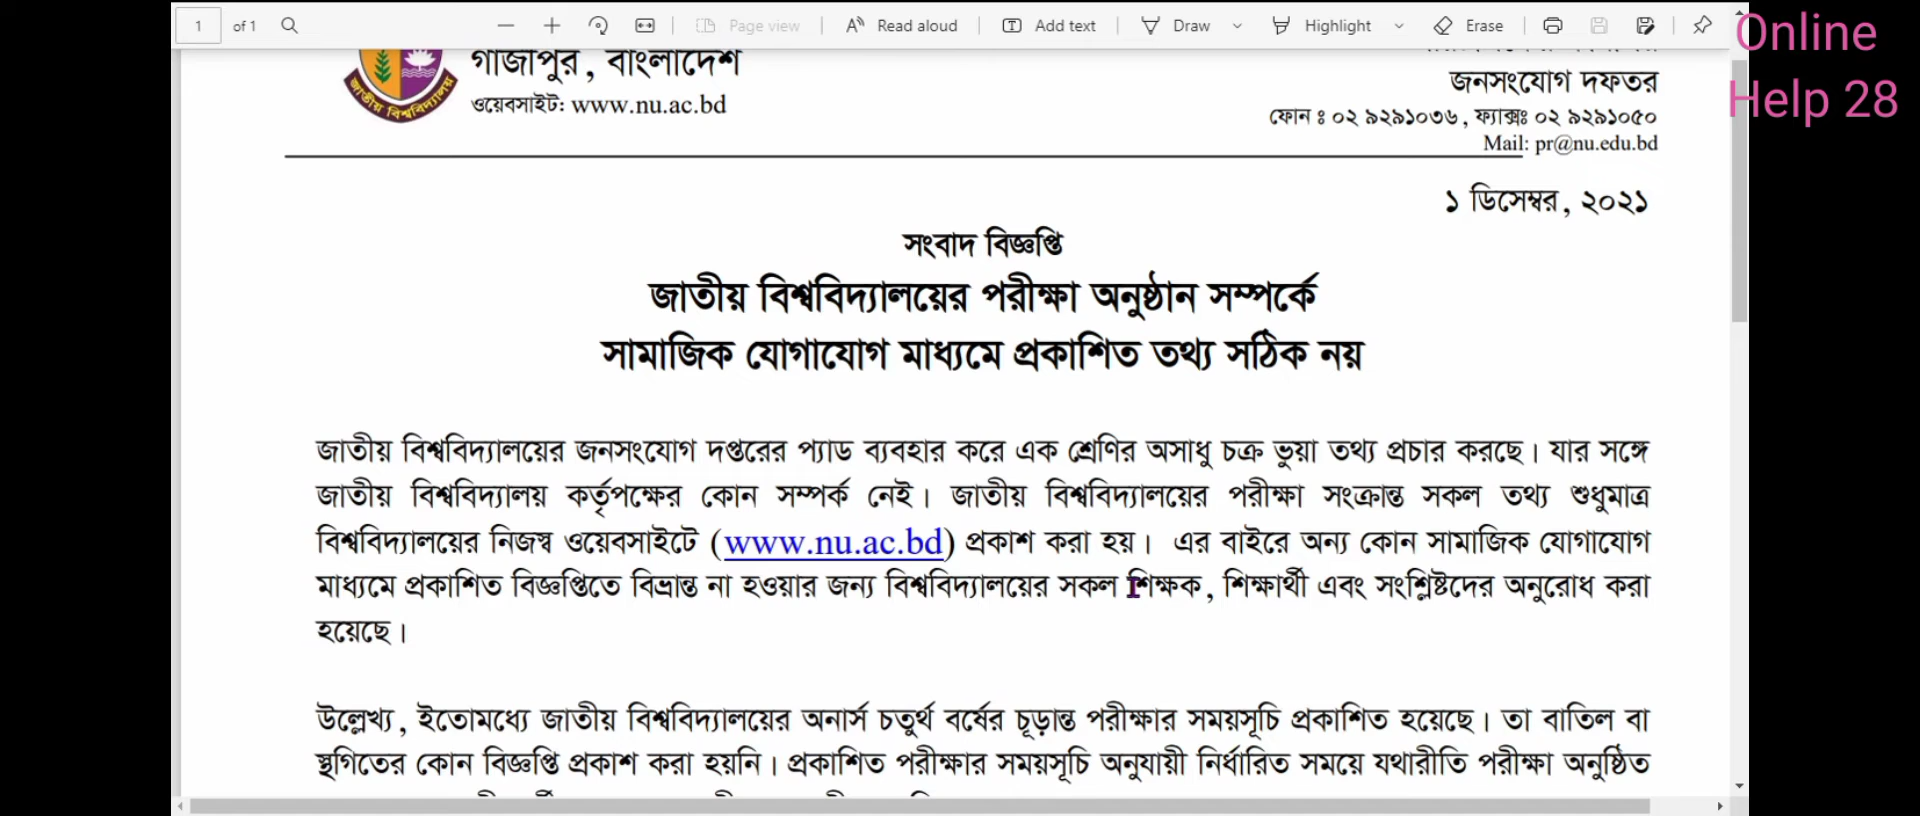 1 of 1 Page view Read aloud Add text Draw Highlight Erase
Online
Help 28
গাজীপুর, বাংলাদেশ
ওয়েবসাইট: www.nu.ac.bd
জাতীয় বিশ্ববিদ্যালয়
জনসংযোগ দফতর
ফোন ঃ ০২ ৯২৯১০৩৬, ফ্যাক্সঃ ০২ ৯২৯১০৫০
Mail: pr@nu.edu.bd
১ ডিসেম্বর, ২০২১
সংবাদ বিজ্ঞপ্তি
জাতীয় বিশ্ববিদ্যালয়ের পরীক্ষা অনুষ্ঠান সম্পর্কে
সামাজিক যোগাযোগ মাধ্যমে প্রকাশিত তথ্য সঠিক নয়
জাতীয় বিশ্ববিদ্যালয়ের জনসংযোগ দপ্তরের প্যাড ব্যবহার করে এক শ্রেণির অসাধু চক্র ভুয়া তথ্য প্রচার করছে। যার সঙ্গে
জাতীয় বিশ্ববিদ্যালয় কর্তৃপক্ষের কোন সম্পর্ক নেই। জাতীয় বিশ্ববিদ্যালয়ের পরীক্ষা সংক্রান্ত সকল তথ্য শুধুমাত্র
বিশ্ববিদ্যালয়ের নিজস্ব ওয়েবসাইটে (www.nu.ac.bd) প্রকাশ করা হয়। এর বাইরে অন্য কোন সামাজিক যোগাযোগ
মাধ্যমে প্রকাশিত বিজ্ঞপ্তিতে বিভ্রান্ত না হওয়ার জন্য বিশ্ববিদ্যালয়ের সকল শিক্ষক, শিক্ষার্থী এবং সংশ্লিষ্টদের অনুরোধ করা
হয়েছে।
উল্লেখ্য, ইতোমধ্যে জাতীয় বিশ্ববিদ্যালয়ের অনার্স চতুর্থ বর্ষের চূড়ান্ত পরীক্ষার সময়সূচি প্রকাশিত হয়েছে। তা বাতিল বা
স্থগিতের কোন বিজ্ঞপ্তি প্রকাশ করা হয়নি। প্রকাশিত পরীক্ষার সময়সূচি অনুযায়ী নির্ধারিত সময়ে যথারীতি পরীক্ষা অনুষ্ঠিত